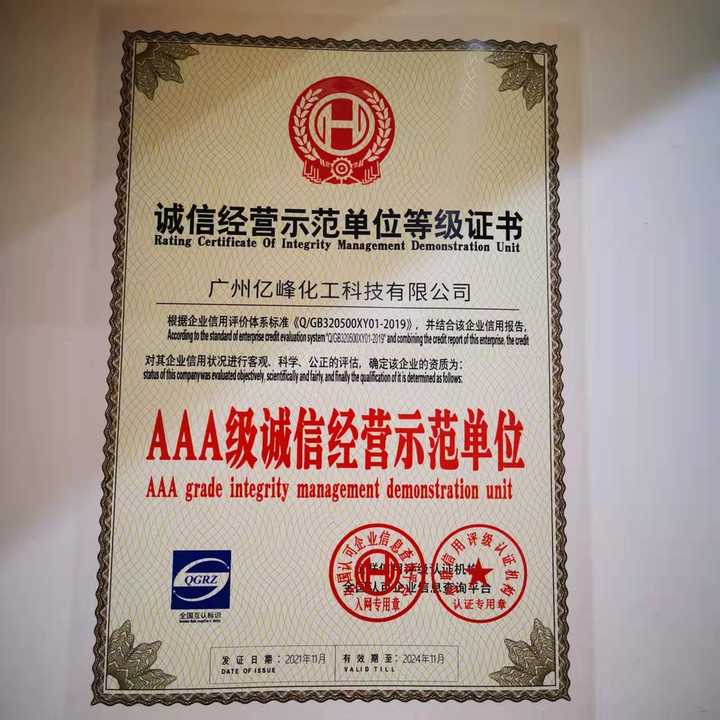 诚信经营示范单位等级证书
Rating Certificate Of Integrity Management Demonstration Unit
广州亿峰化工科技有限公司
根据企业信用评价体系标准《Q/GB320500XY01-2019》,并结合该企业信用报告,
According to the standard of enterprise credit evaluation system "Q/GB320500XY01-2019" and combining the credit report of this enterprise, the credit
对其企业信用状况进行客观、科学、公正的评估,确定该企业的资质为:
status of this company was evaluated objectively, scientifically and fairly, and finally the qualification of it is determined as follows:
AAA级诚信经营示范单位
AAA grade integrity management demonstration unit
QGRZ
全国互认标识
信用评级认证机构
全国认可企业信息查询平台
入网专用章
认证专用章
发证日期:2021年11月
DATE OF ISSUE
有效期至:2024年11月
VALID TILL